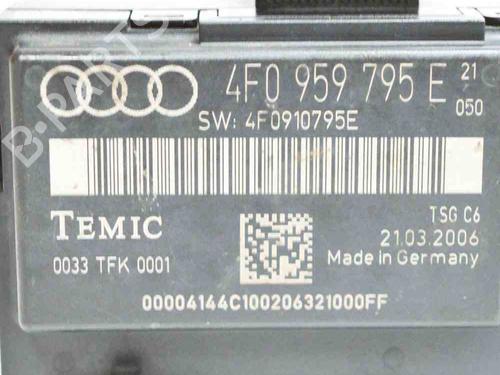 4F0 959 795 E 21
050
SW: 4F0910795E
TEMIC
TSG C6
21.03.2006
0033 TFK 0001
Made in Germany
00004144C100206321000FF
B-PARTS